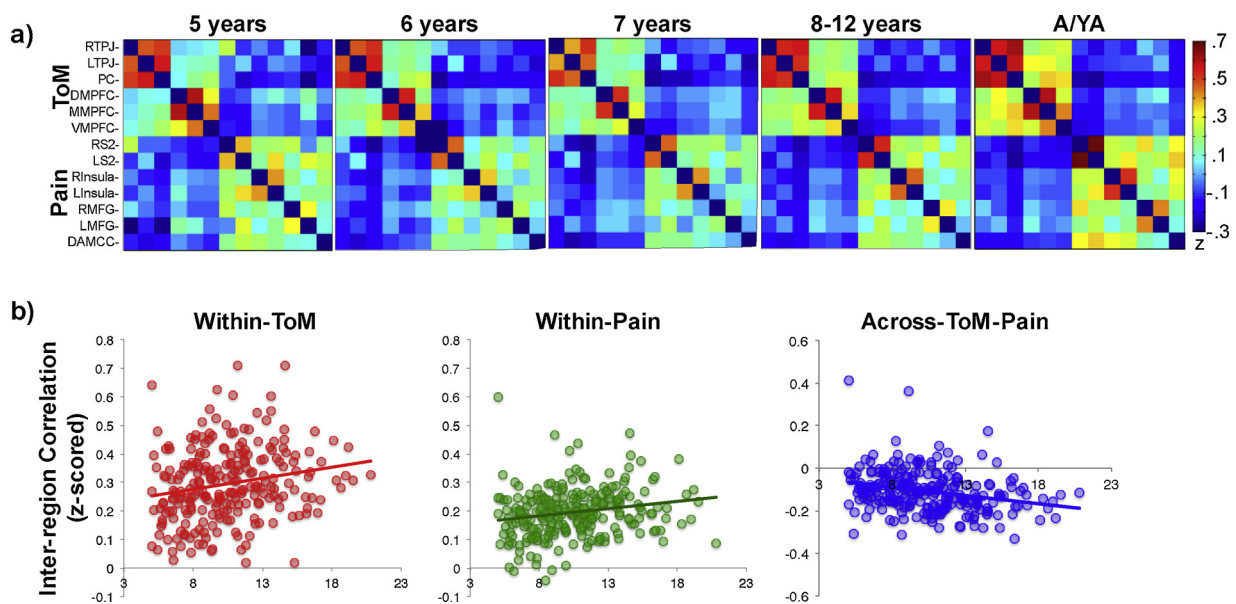 a)
5 years 6 years 7 years 8-12 years A/YA
ToM
RTPJ-
LTPJ-
PC-
DMPFC-
MMPFC-
VMPFC-
Pain
RS2-
LS2-
RInsula-
LInsula-
RMFG-
LMFG-
DAMCC-
.7
.5
.3
.1
-.1
-.3
z
b)
Inter-region Correlation
(z-scored)
Within-ToM
0.8
0.7
0.6
0.5
0.4
0.3
0.2
0.1
0
-0.1
3 8 13 18 23
Within-Pain
0.8
0.7
0.6
0.5
0.4
0.3
0.2
0.1
0
-0.1
3 8 13 18 23
Across-ToM-Pain
0.6
0.4
0.2
0
-0.2
-0.4
-0.6
3 8 13 18 23